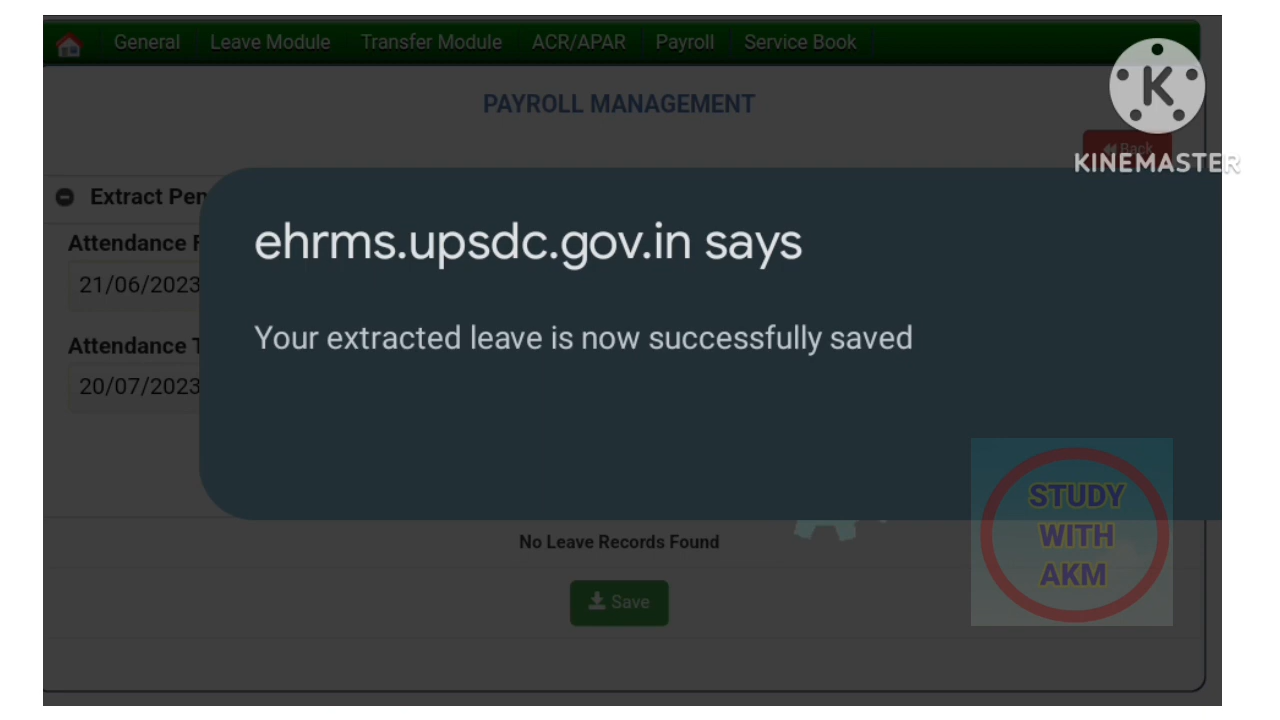 General Leave Module Transfer Module ACR/APAR Payroll Service Book
K
PAYROLL MANAGEMENT
Back
KINEMASTER
Extract Pen
Attendance
21/06/2023
ehrms.upsdc.gov.in says
Your extracted leave is now successfully saved
Attendance
20/07/2023
STUDY
WITH
AKM
No Leave Records Found
Save